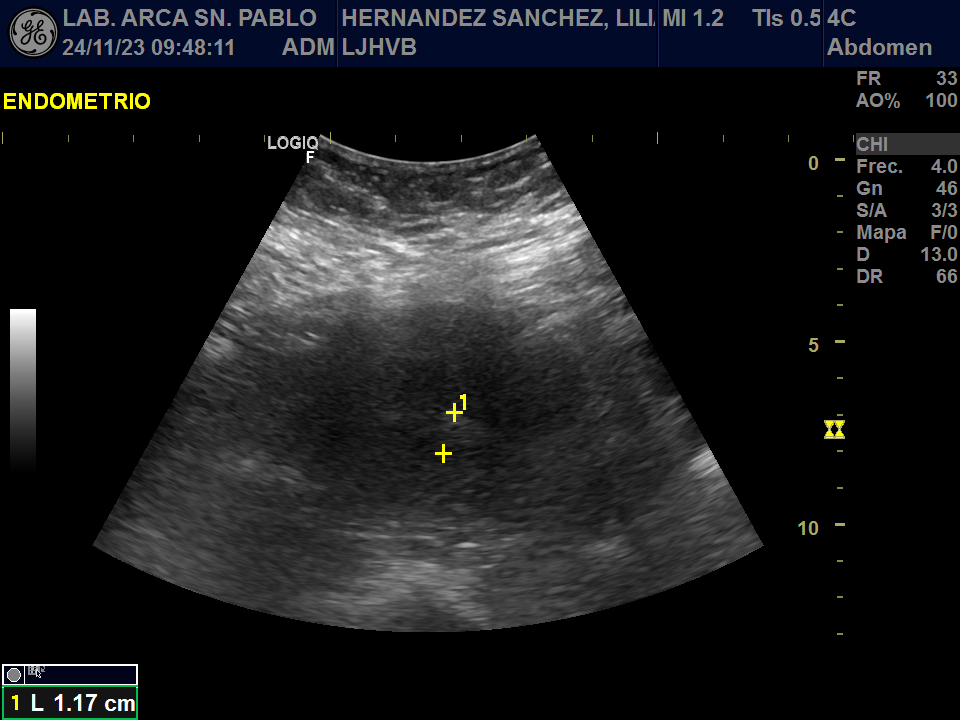 LAB. ARCA SN. PABLO
HERNANDEZ SANCHEZ, LILI
MI 1.2 TIs 0.5
4C
24/11/23 09:48:11 ADM
LJHVB
Abdomen
ENDOMETRIO
LOGIQ
F
FR 33
AO% 100
CHI
Frec. 4.0
Gn 46
S/A 3/3
Mapa F/0
D 13.0
DR 66
0
5
10
1
1 L 1.17 cm